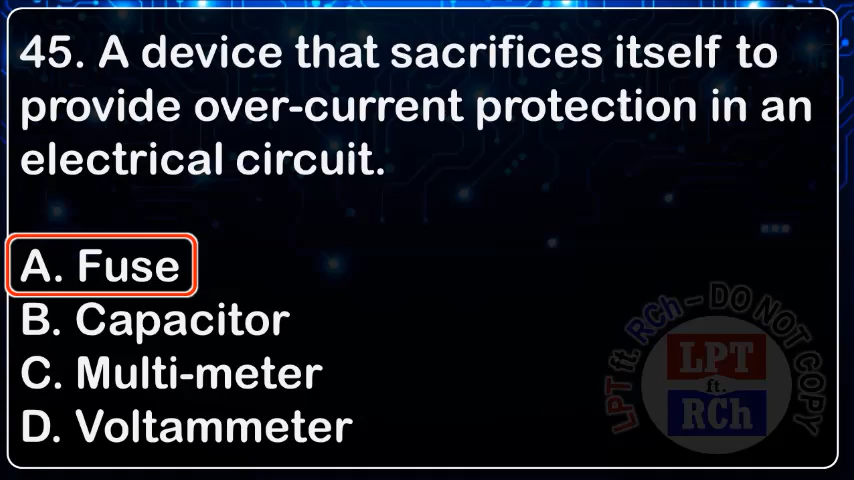 45. A device that sacrifices itself to
provide over-current protection in an
electrical circuit.
A. Fuse
B. Capacitor
C. Multi-meter
D. Voltammeter
LPT ft. RCh – DO NOT COPY
LPT
ft.
RCh